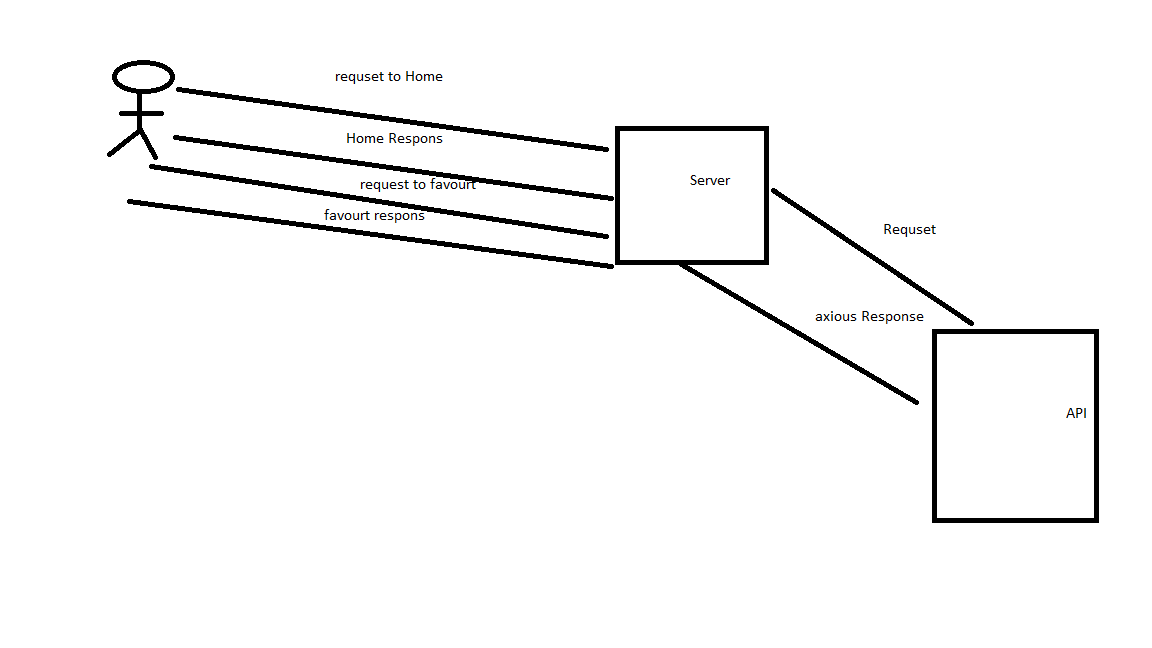 requset to Home
Home Respons
Server
request to favourt
favourt respons
Requset
axious Response
API